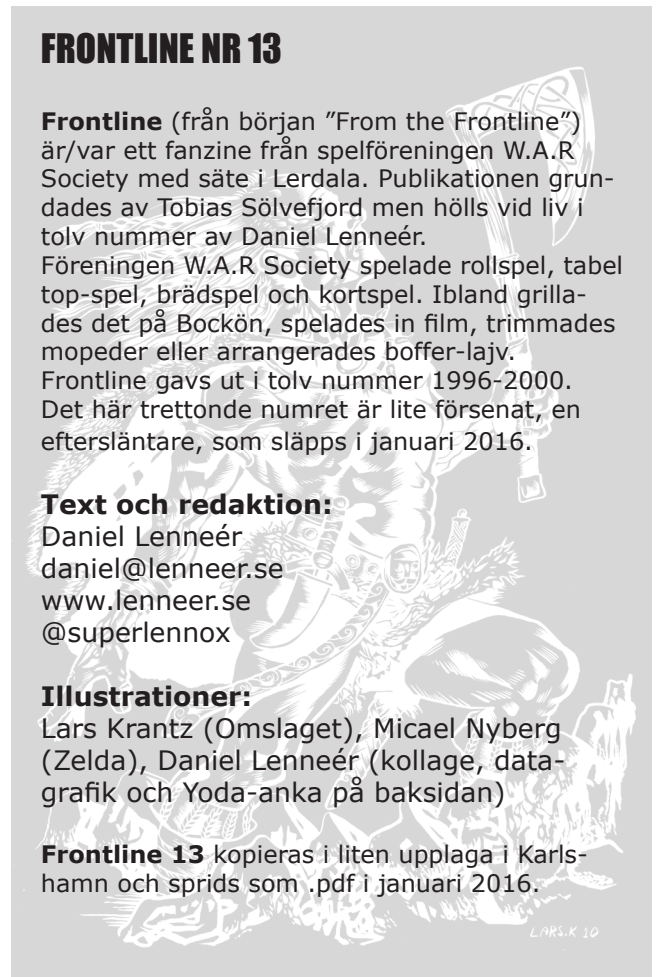 FRONTLINE NR 13
Frontline (från början ”From the Frontline”)
är/var ett fanzine från spelföreningen W.A.R
Society med säte i Lerdala. Publikationen grun-
dades av Tobias Sölvefjord men hölls vid liv i
tolv nummer av Daniel Lenneér.
Föreningen W.A.R Society spelade rollspel, tabel
top-spel, brädspel och kortspel. Ibland grilla-
des det på Bockön, spelades in film, trimmades
mopeder eller arrangerades boffer-lajv.
Frontline gavs ut i tolv nummer 1996-2000.
Det här trettonde numret är lite försenat, en
eftersläntare, som släpps i januari 2016.
Text och redaktion:
Daniel Lenneér
daniel@lenneer.se
www.lenneer.se
@superlennox
Illustrationer:
Lars Krantz (Omslaget), Micael Nyberg
(Zelda), Daniel Lenneér (kollage, data-
grafik och Yoda-anka på baksidan)
Frontline 13 kopieras i liten upplaga i Karls-
hamn och sprids som .pdf i januari 2016.
LARS.K 10